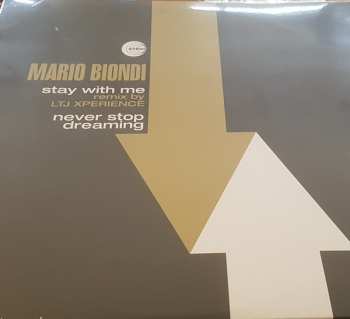 MARIO BIONDI
stay with me
remix by
LTJ XPERIENCE
never stop
dreaming